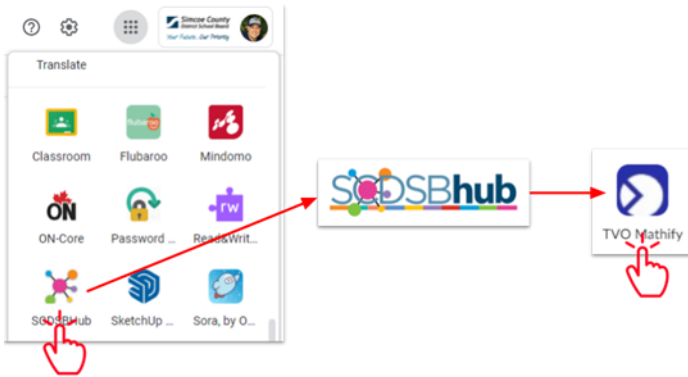 Simcoe County
District School Board
Your Future. Our Priority
Translate
Classroom
Flubaroo
Mindomo
ON-Core
Password ...
Read&Writ...
SCDSBHub
SketchUp ...
Sora, by O...
flubaroo
ON
rw
SCDSBhub
TVO Mathify